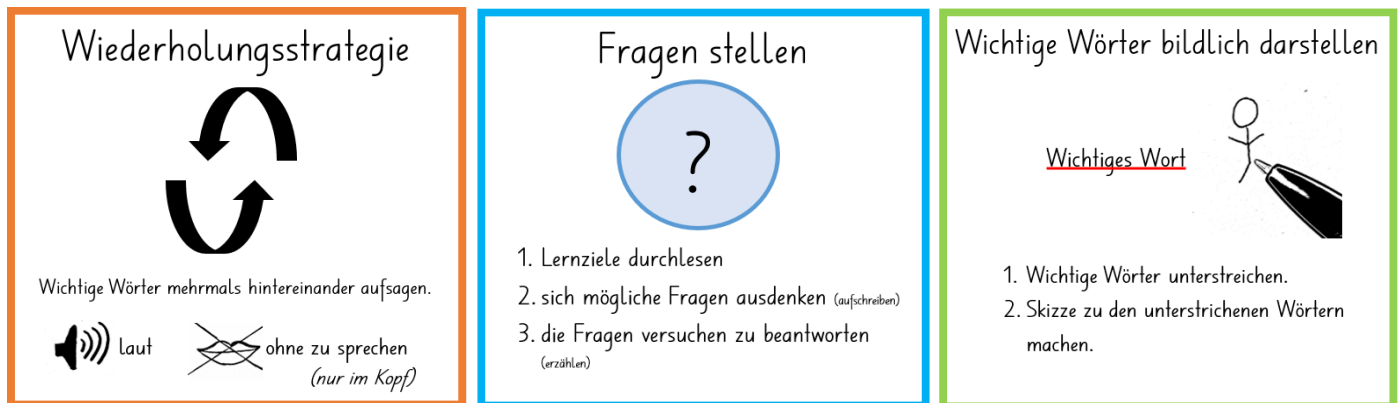 Wiederholungsstrategie
Wichtige Wörter mehrmals hintereinander aufsagen.
laut
ohne zu sprechen
(nur im Kopf)
Fragen stellen
?
1. Lernziele durchlesen
2. sich mögliche Fragen ausdenken (aufschreiben)
3. die Fragen versuchen zu beantworten
(erzählen)
Wichtige Wörter bildlich darstellen
Wichtiges Wort
1. Wichtige Wörter unterstreichen.
2. Skizze zu den unterstrichenen Wörtern
machen.